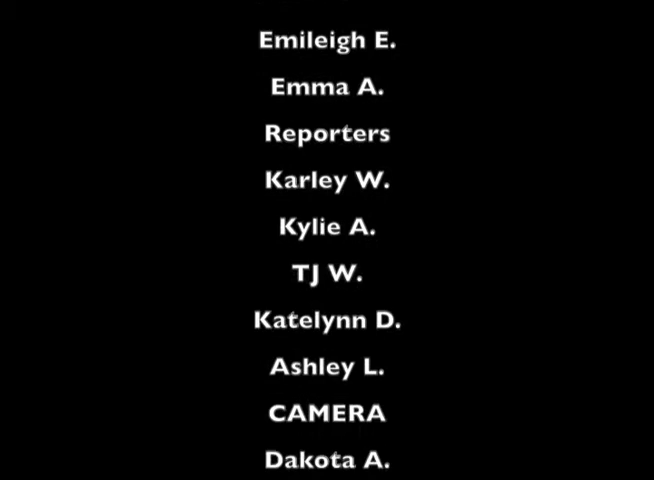 Emileigh E.
Emma A.
Reporters
Karley W.
Kylie A.
TJ W.
Katelynn D.
Ashley L.
CAMERA
Dakota A.